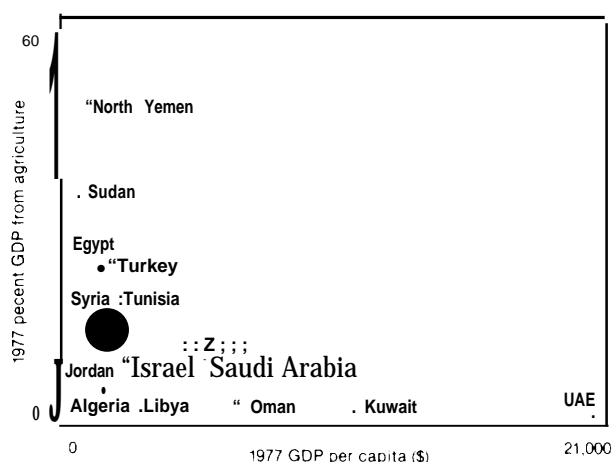 60
“North Yemen
. Sudan
Egypt
“Turkey
Syria :Tunisia
: : Z ; ; ;
Jordan “Israel Saudi Arabia
0 Algeria .Libya “ Oman . Kuwait UAE
0 21,000
1977 GDP per capita ($)
1977 pecent GDP from agriculture